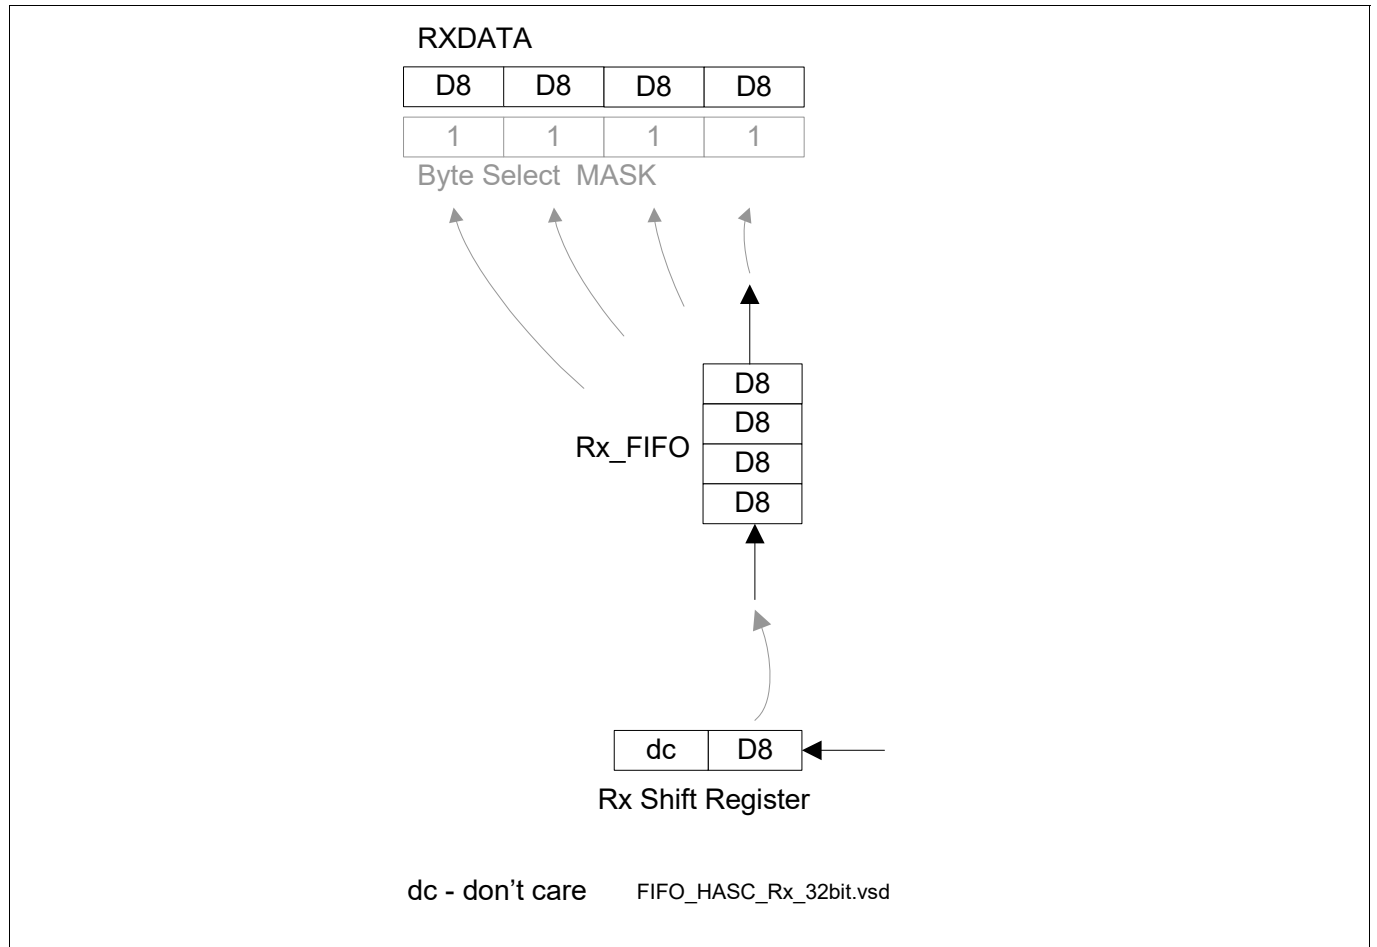 RXDATA
D8 D8 D8 D8
1 1 1 1
Byte Select MASK
D8
D8
Rx_FIFO
D8
D8
dc D8
Rx Shift Register
dc - don't care FIFO_HASC_Rx_32bit.vsd